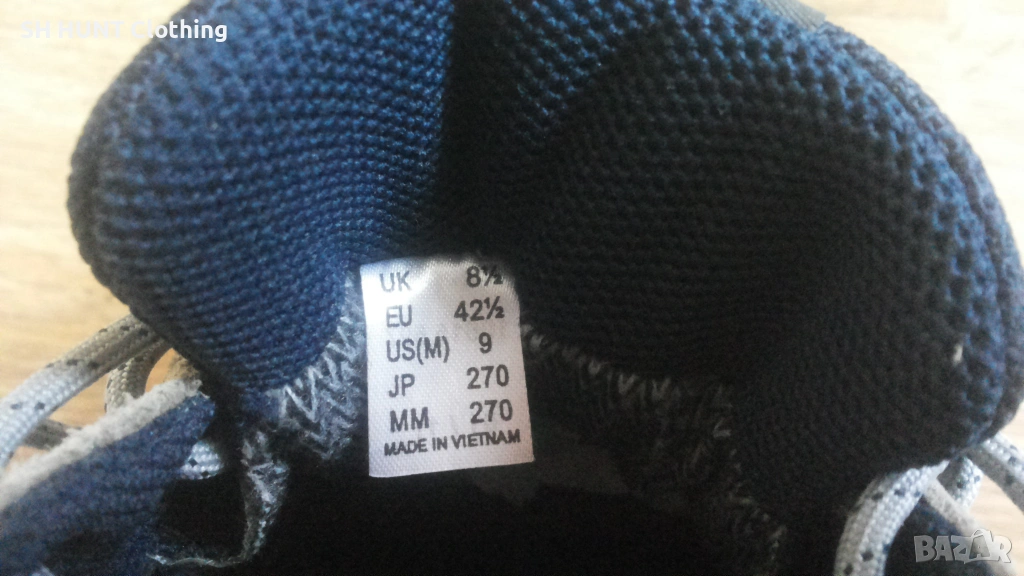 SH HUNT Clothing
UK 8½
EU 42½
US(M) 9
JP 270
MM 270
MADE IN VIETNAM
BAZAR